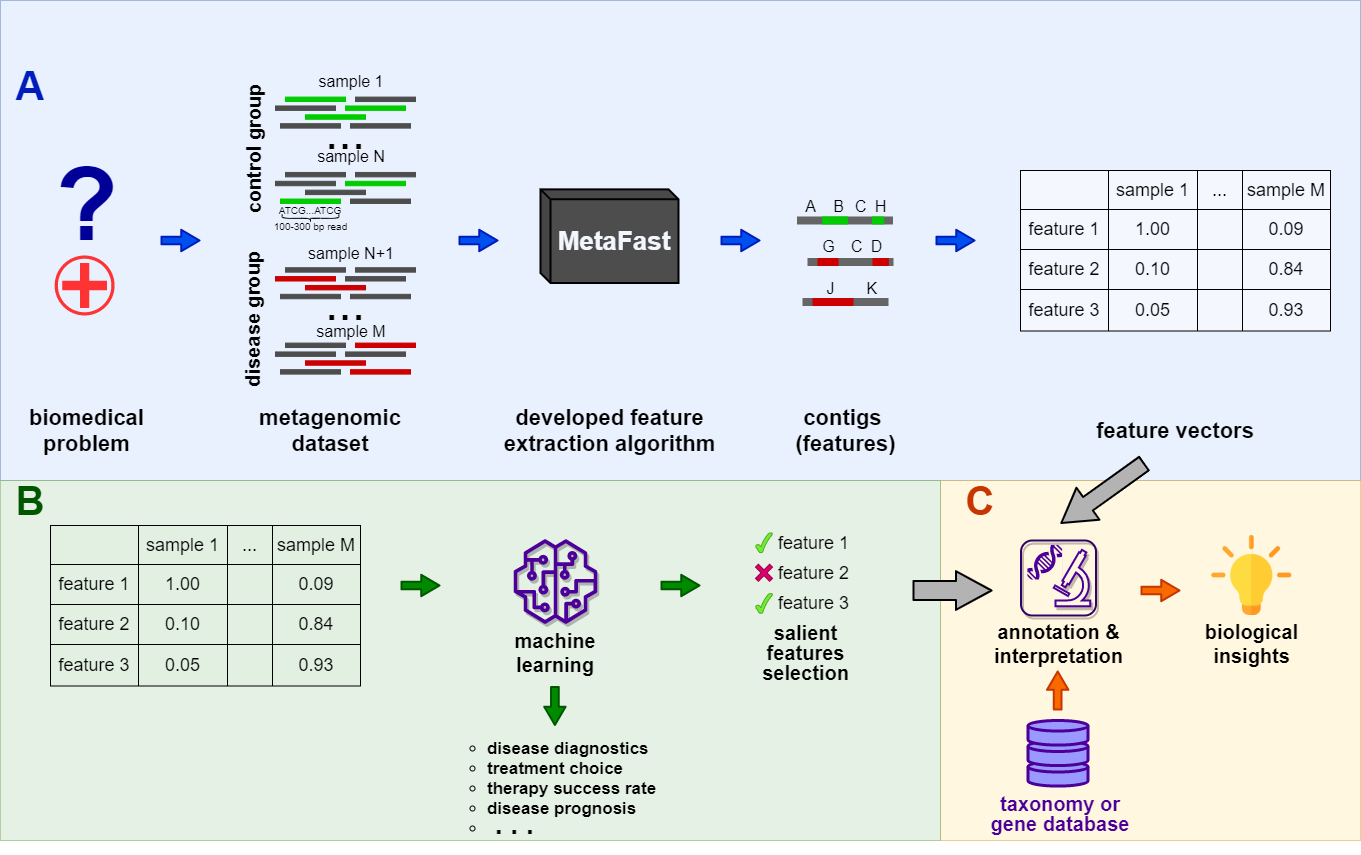 A
?
control group
sample 1
...
sample N
ATCG...ATCG
100-300 bp read
disease group
sample N+1
...
sample M
MetaFast
A B C H
G C D
J K
sample 1 ... sample M
feature 1 1.00 0.09
feature 2 0.10 0.84
feature 3 0.05 0.93
biomedical
problem
metagenomic
dataset
developed feature
extraction algorithm
contigs
(features)
feature vectors
B
sample 1 ... sample M
feature 1 1.00 0.09
feature 2 0.10 0.84
feature 3 0.05 0.93
machine
learning
disease diagnostics
treatment choice
therapy success rate
disease prognosis
. . .
feature 1
feature 2
feature 3
salient
features
selection
C
annotation &
interpretation
biological
insights
taxonomy or
gene database